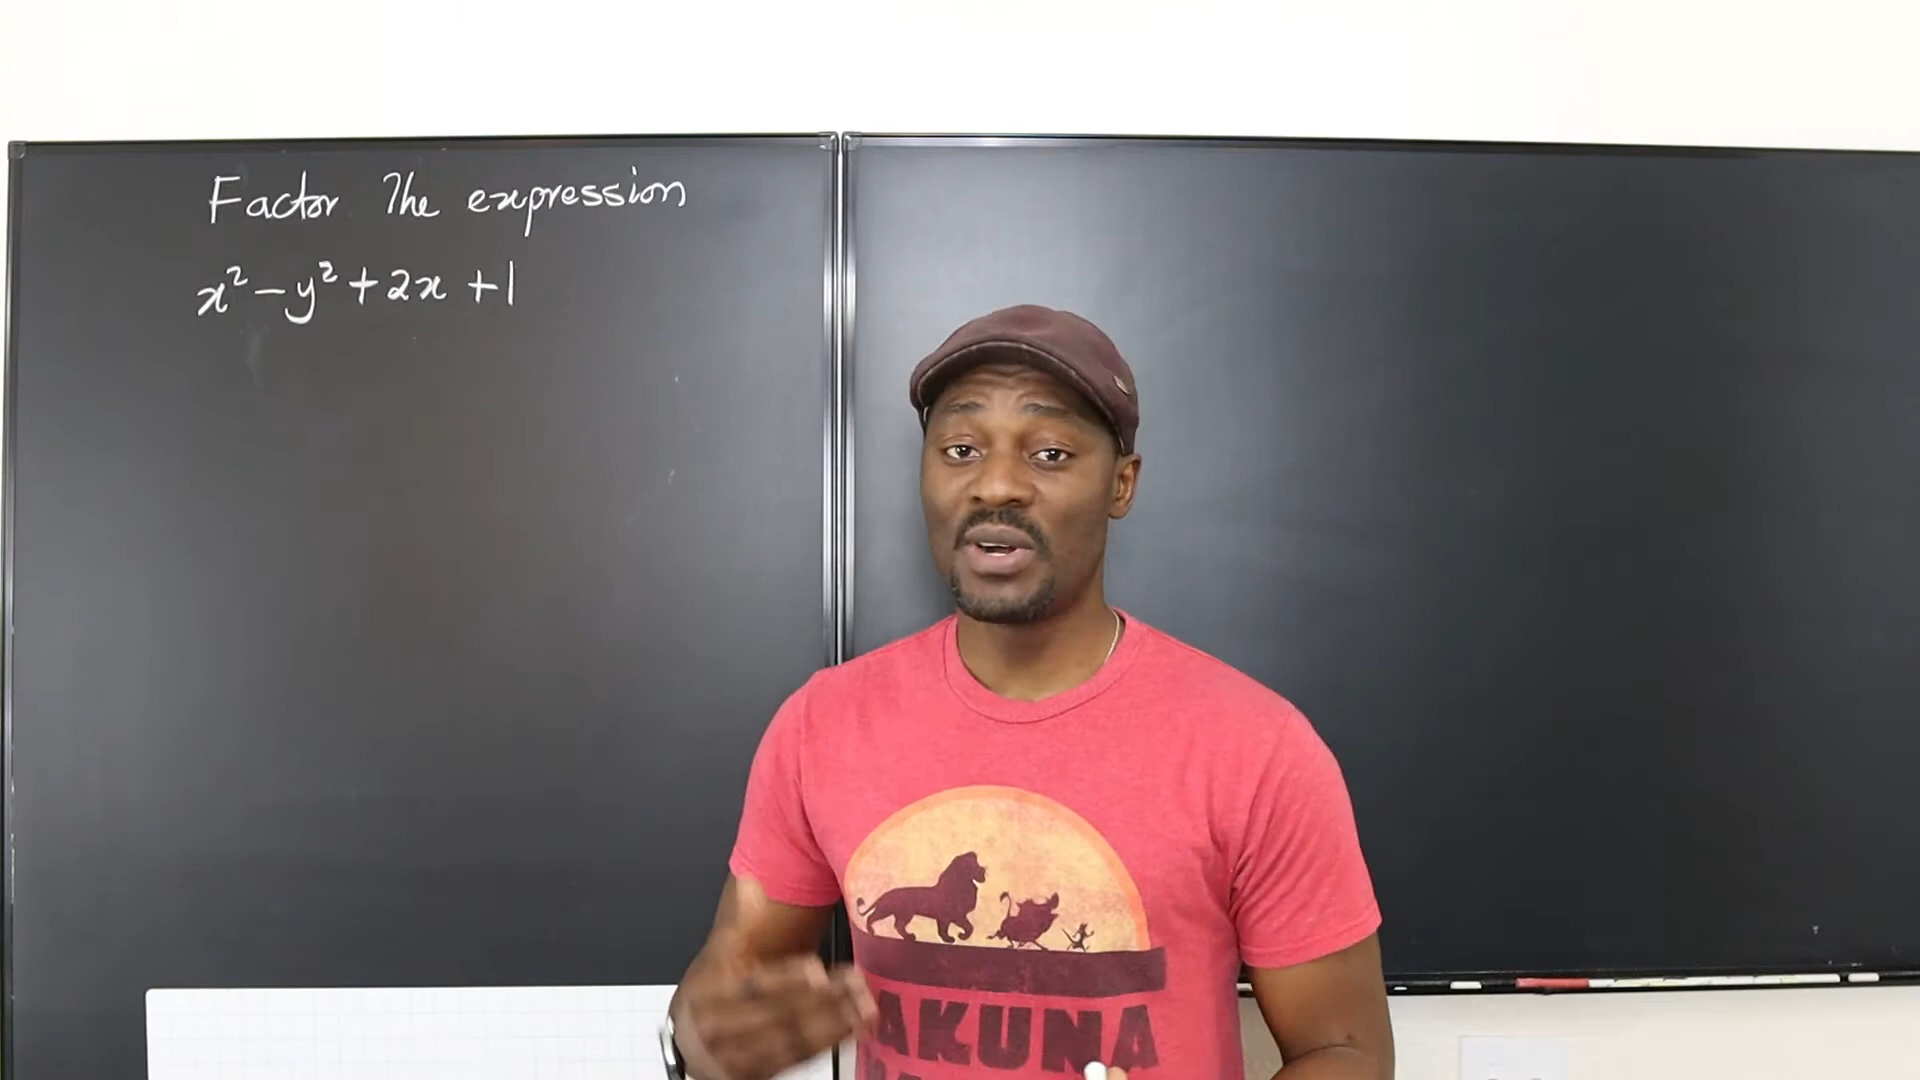 Factor The expression
x² - y² + 2x + 1
AKUNA